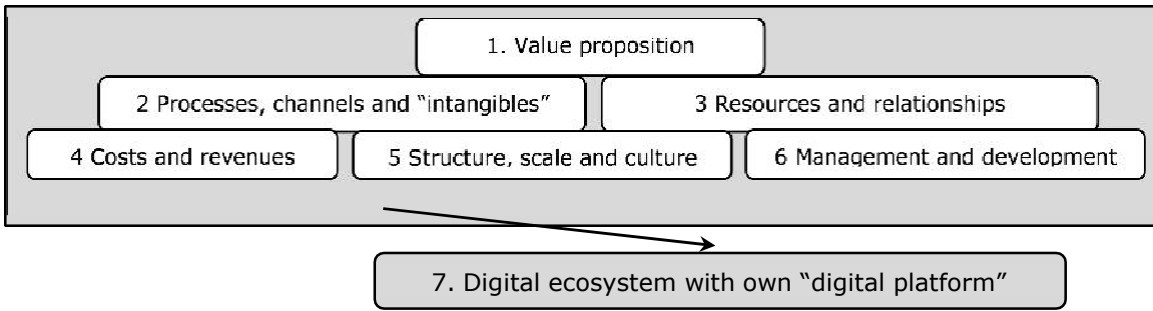 1. Value proposition
2 Processes, channels and “intangibles”
3 Resources and relationships
4 Costs and revenues
5 Structure, scale and culture
6 Management and development
7. Digital ecosystem with own “digital platform”